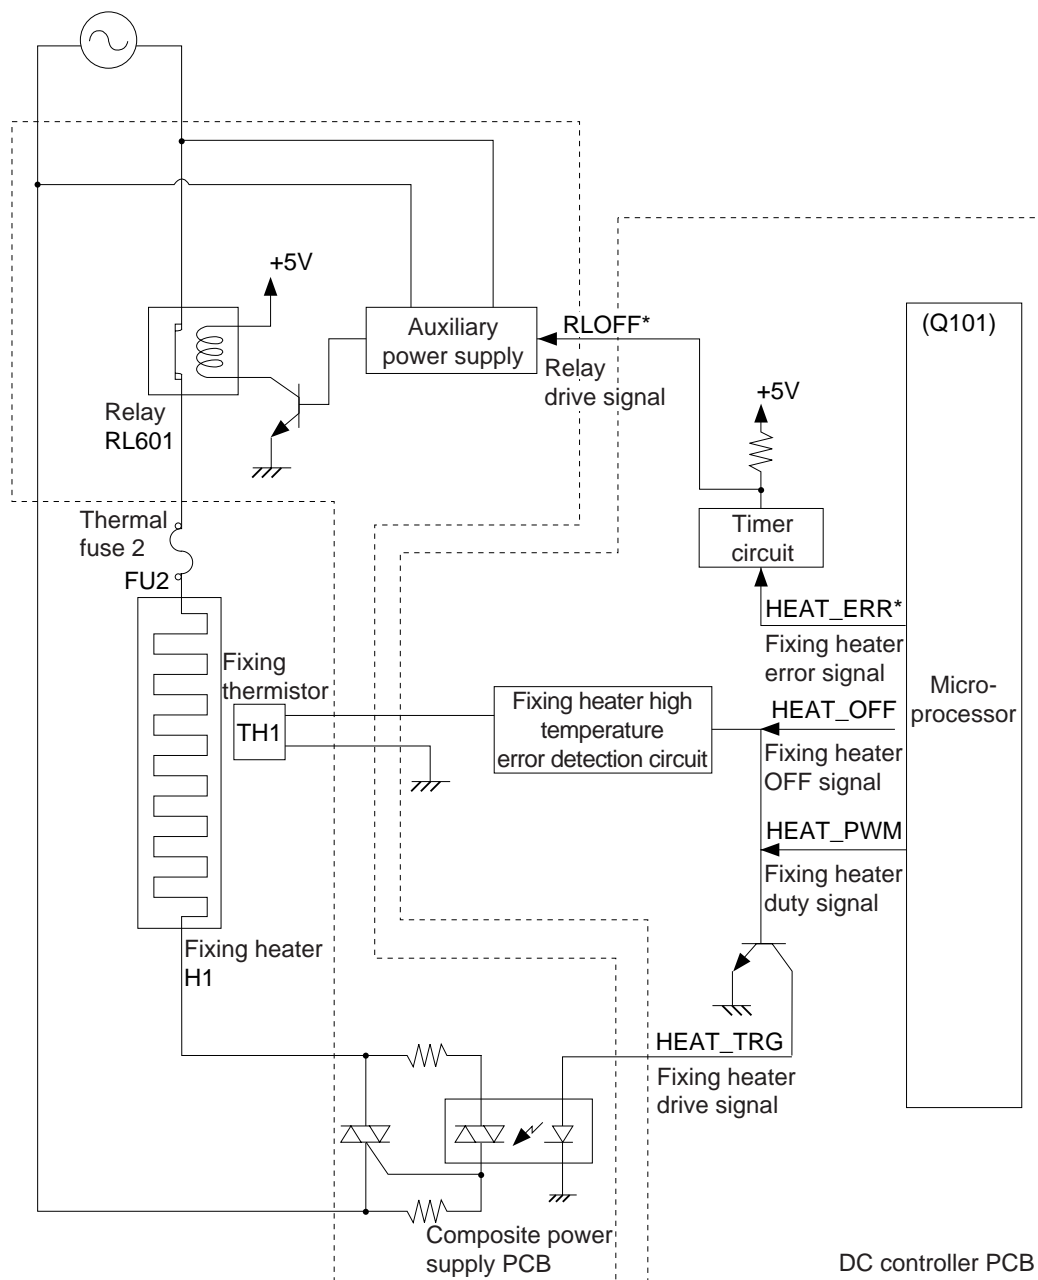 +5V
Auxiliary
power supply
RLOFF*
Relay
drive signal
(Q101)
+5V
Relay
RL601
Thermal
fuse 2
FU2
Timer
circuit
HEAT_ERR*
Fixing heater
error signal
Fixing
thermistor
TH1
Fixing heater high
temperature
error detection circuit
HEAT_OFF
Fixing heater
OFF signal
Micro-
processor
HEAT_PWM
Fixing heater
duty signal
Fixing heater
H1
HEAT_TRG
Fixing heater
drive signal
Composite power
supply PCB
DC controller PCB